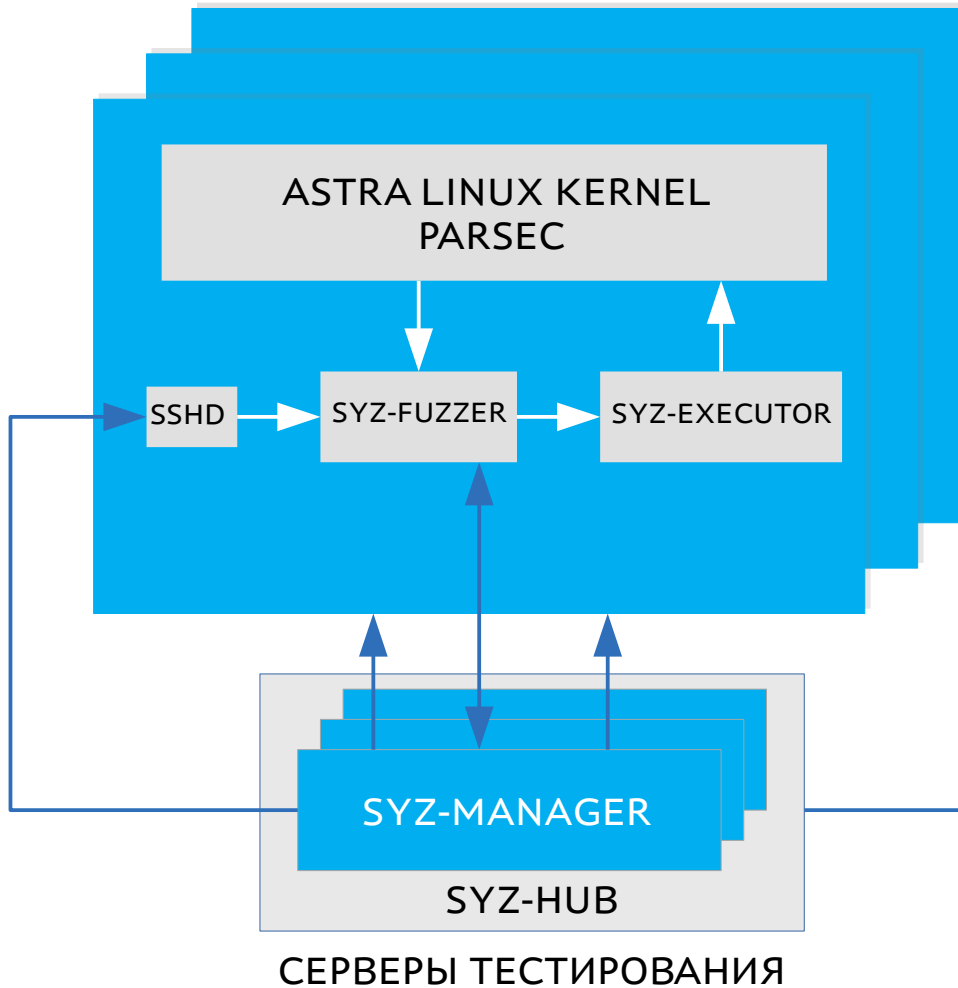 ASTRA LINUX KERNEL
PARSEC
SSHD
SYZ-FUZZER
SYZ-EXECUTOR
SYZ-MANAGER
SYZ-HUB
СЕРВЕРЫ ТЕСТИРОВАНИЯ